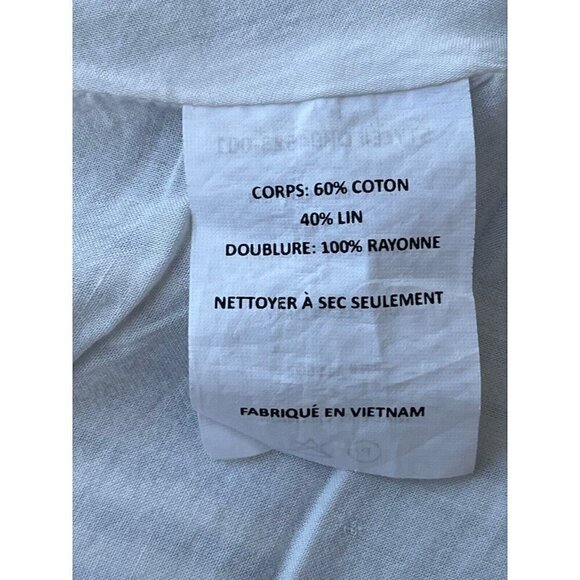 CORPS: 60% COTON
40% LIN
DOUBLURE: 100% RAYONNE
NETTOYER À SEC SEULEMENT
FABRIQUÉ EN VIETNAM